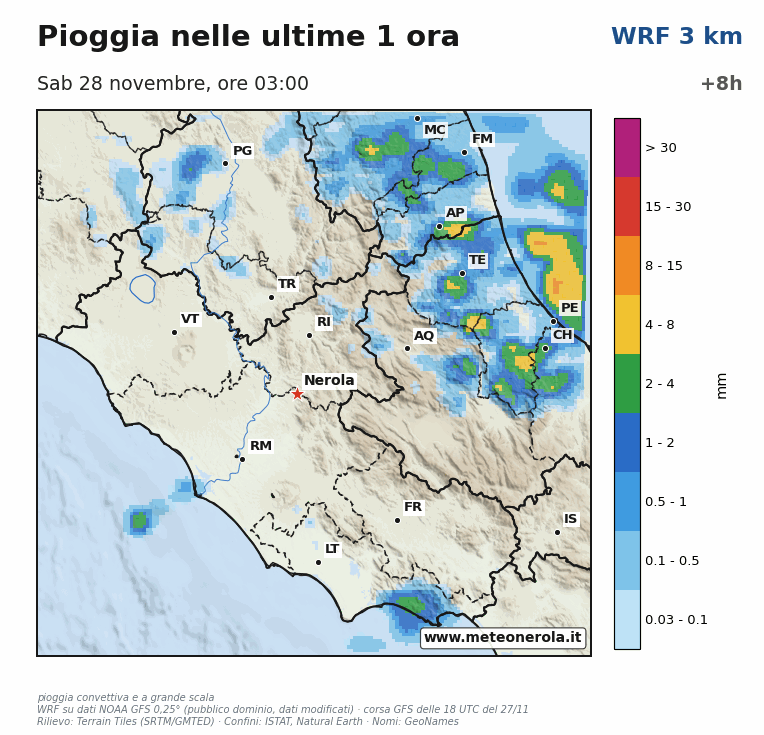 Pioggia nelle ultime 1 ora
WRF 3 km
Sab 28 novembre, ore 03:00
+8h
MC
FM
PG
AP
TE
TR
PE
VT
RI
AQ
CH
Nerola
RM
FR
IS
LT
www.meteonerola.it
> 30
15 - 30
8 - 15
4 - 8
2 - 4
1 - 2
0.5 - 1
0.1 - 0.5
0.03 - 0.1
mm
pioggia convettiva e a grande scala
WRF su dati NOAA GFS 0,25° (pubblico dominio, dati modificati) · corsa GFS delle 18 UTC del 27/11
Rilievo: Terrain Tiles (SRTM/GMTED) · Confini: ISTAT, Natural Earth · Nomi: GeoNames